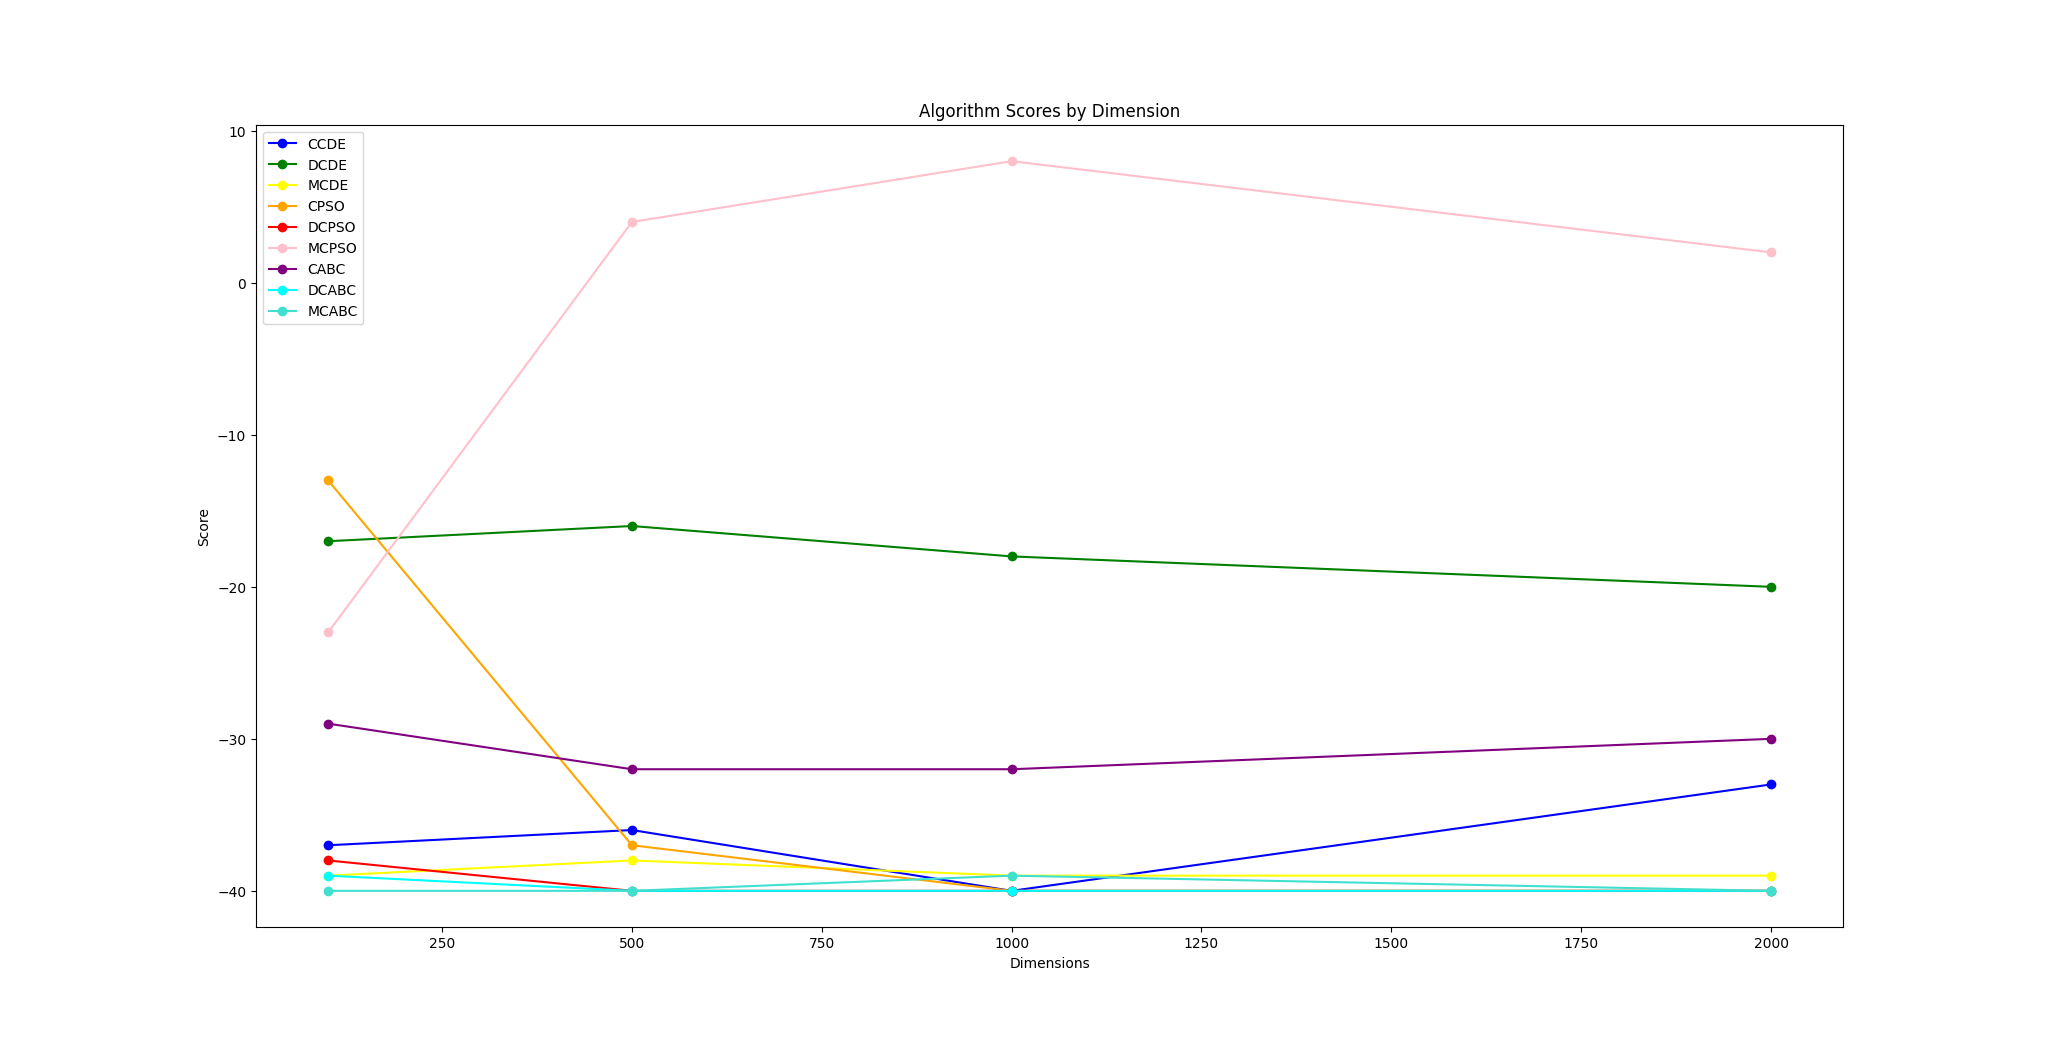 Algorithm Scores by Dimension
10
0
−10
−20
−30
−40
Score
CCDE
DCDE
MCDE
CPSO
DCPSO
MCPSO
CABC
DCABC
MCABC
250 500 750 1000 1250 1500 1750 2000
Dimensions